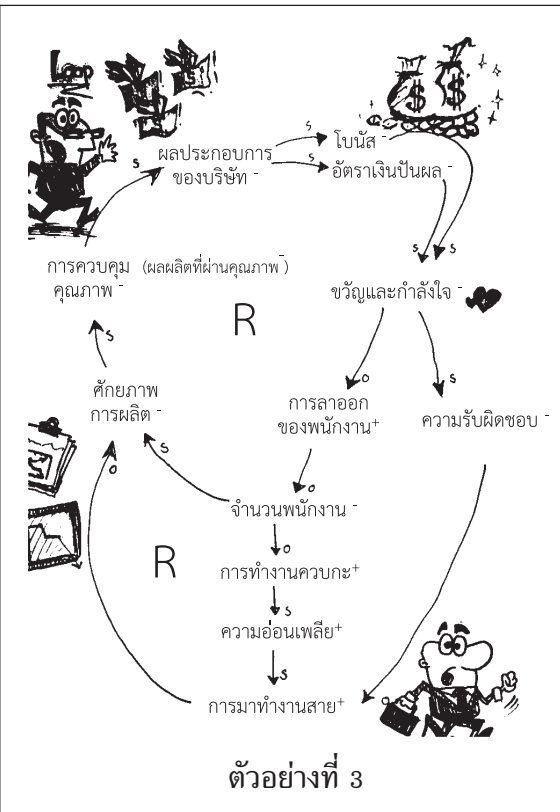 Loop
$ $
$
s
ผลประกอบการ
ของบริษัท -
s
s
โบนัส -
อัตราเงินปันผล -
s s
การควบคุม (ผลผลิตที่ผ่านคุณภาพ -)
คุณภาพ -
ขวัญและกำลังใจ -
R
s
o
s
ศักยภาพ
การผลิต -
การลาออก
ของพนักงาน+
ความรับผิดชอบ -
o
s
o
จำนวนพนักงาน -
o
R
การทำงานควบกะ+
s
ความอ่อนเพลีย+
s
การมาทำงานสาย+
ตัวอย่างที่ 3